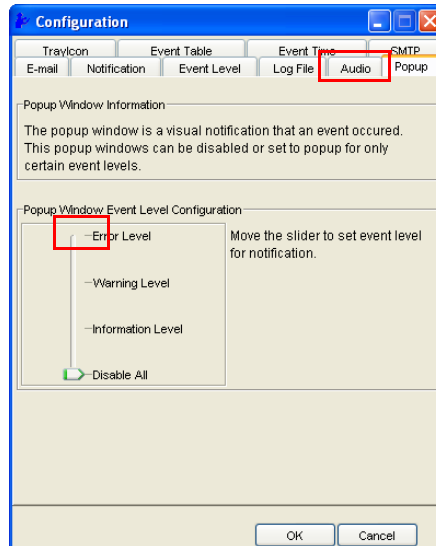 Configuration
TrayIcon Event Table Event Time SMTP
E-mail Notification Event Level Log File Audio Popup
Popup Window Information
The popup window is a visual notification that an event occured.
This popup windows can be disabled or set to popup for only
certain event levels.
Popup Window Event Level Configuration
Error Level
Move the slider to set event level
for notification.
Warning Level
Information Level
Disable All
OK Cancel